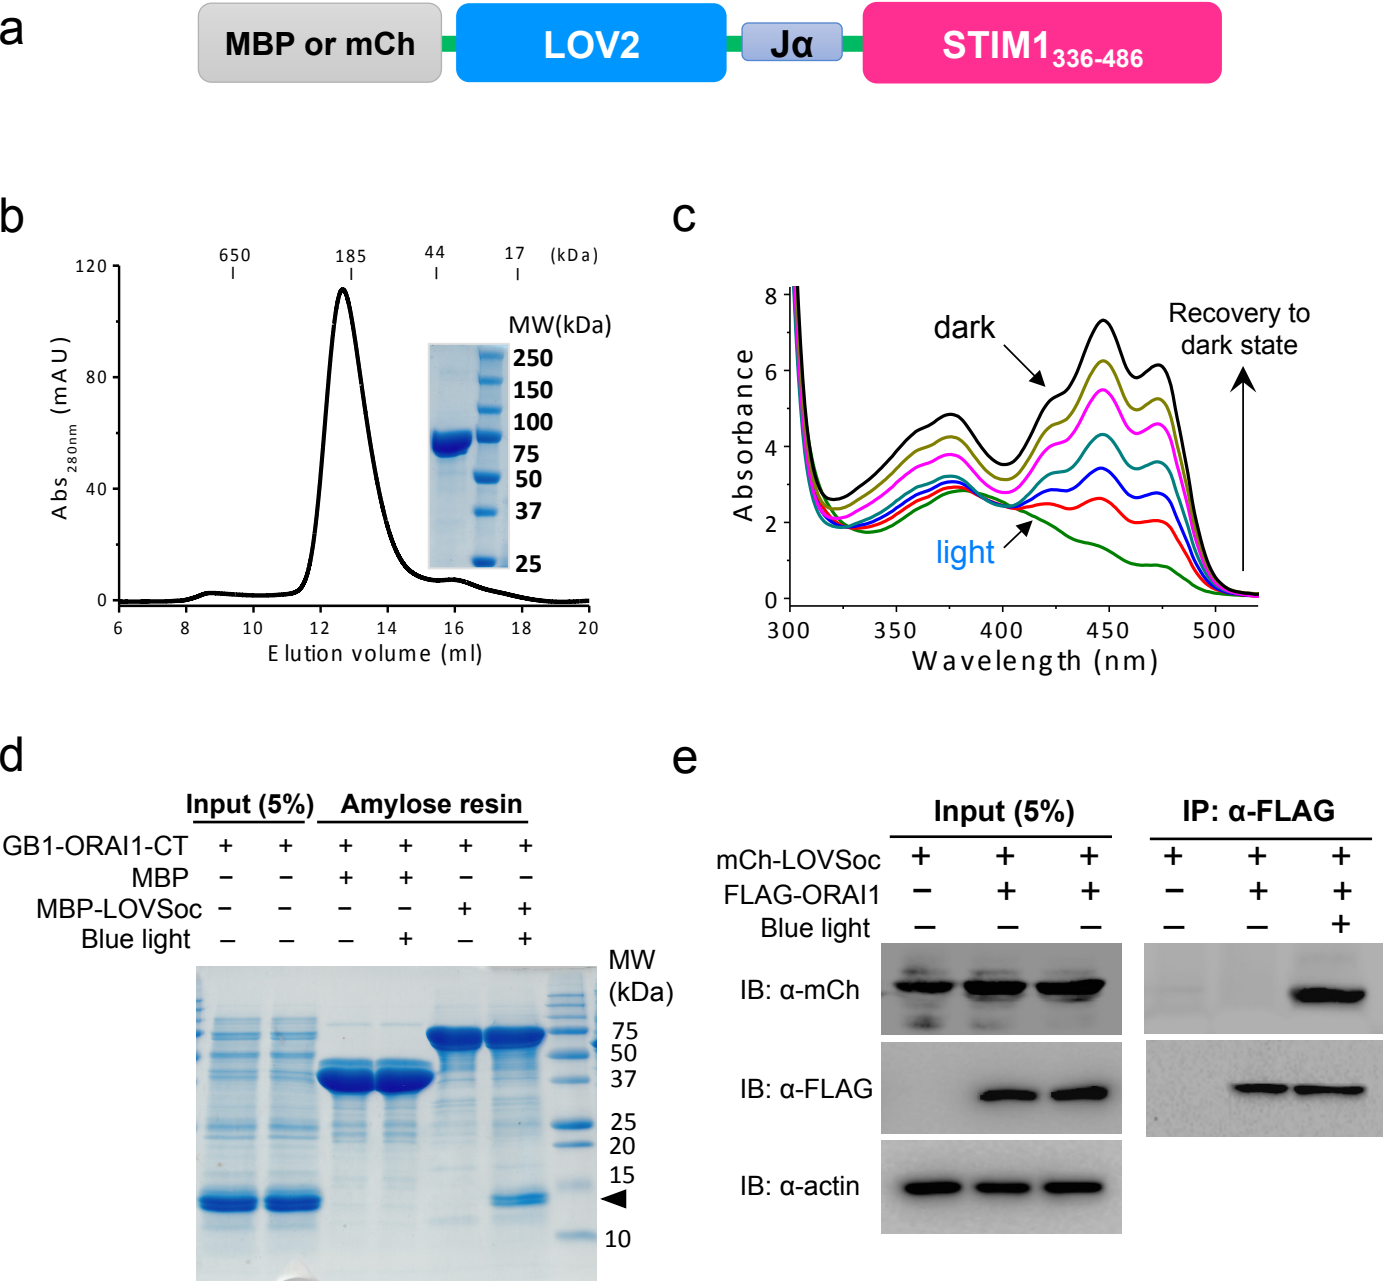 a
MBP or mCh
LOV2
Jα
STIM1336-486
b
650 185 44 17 (kDa)
120
80
40
0
Abs280nm (mAU)
6 8 10 12 14 16 18 20
Elution volume (ml)
MW(kDa)
250
150
100
75
50
37
25
c
8
6
4
2
0
Absorbance
dark
light
Recovery to
dark state
300 350 400 450 500
Wavelength (nm)
d
Input (5%) Amylose resin
GB1-ORAI1-CT + + + + + +
MBP – – + + – –
MBP-LOVSoc – – – – + +
Blue light – – – + – +
MW
(kDa)
75
50
37
25
20
15
10
e
Input (5%) IP: α-FLAG
mCh-LOVSoc + + + + + +
FLAG-ORAI1 – + + – + +
Blue light – – – – – +
IB: α-mCh
IB: α-FLAG
IB: α-actin